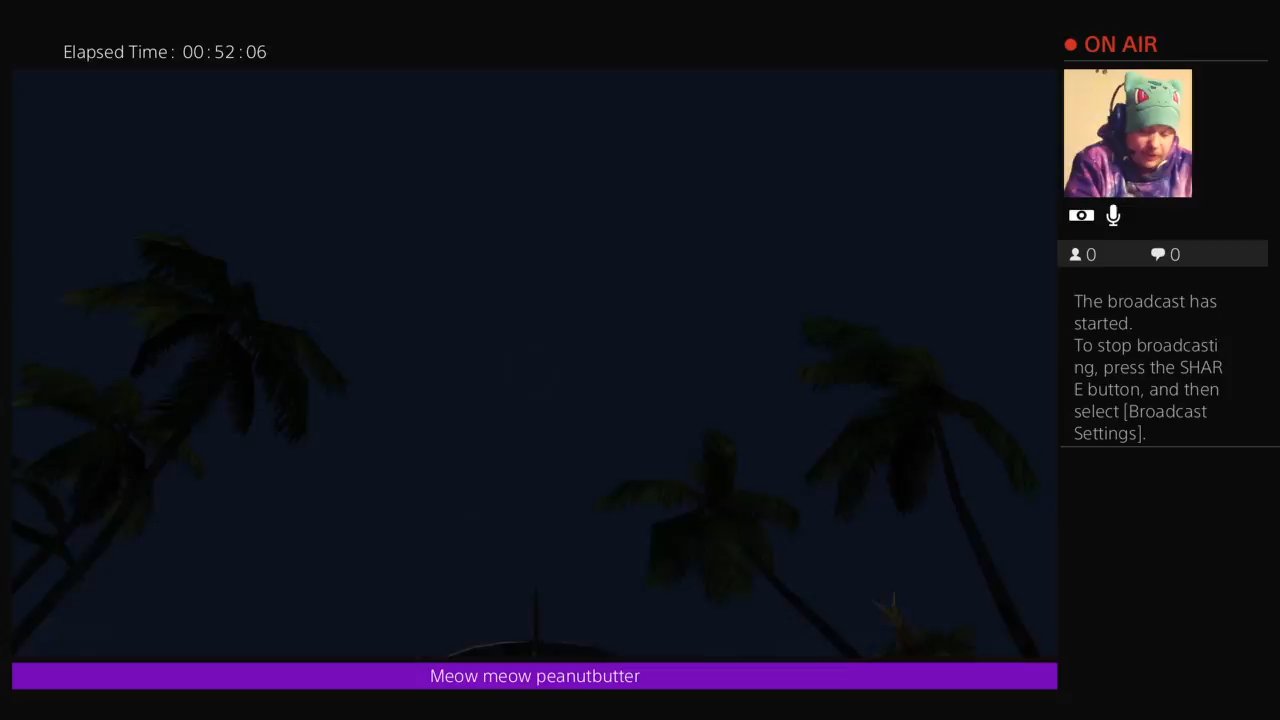 Elapsed Time: 00:52:06
ON AIR
0 0
The broadcast has
started.
To stop broadcasti
ng, press the SHAR
E button, and then
select [Broadcast
Settings].
Meow meow peanutbutter